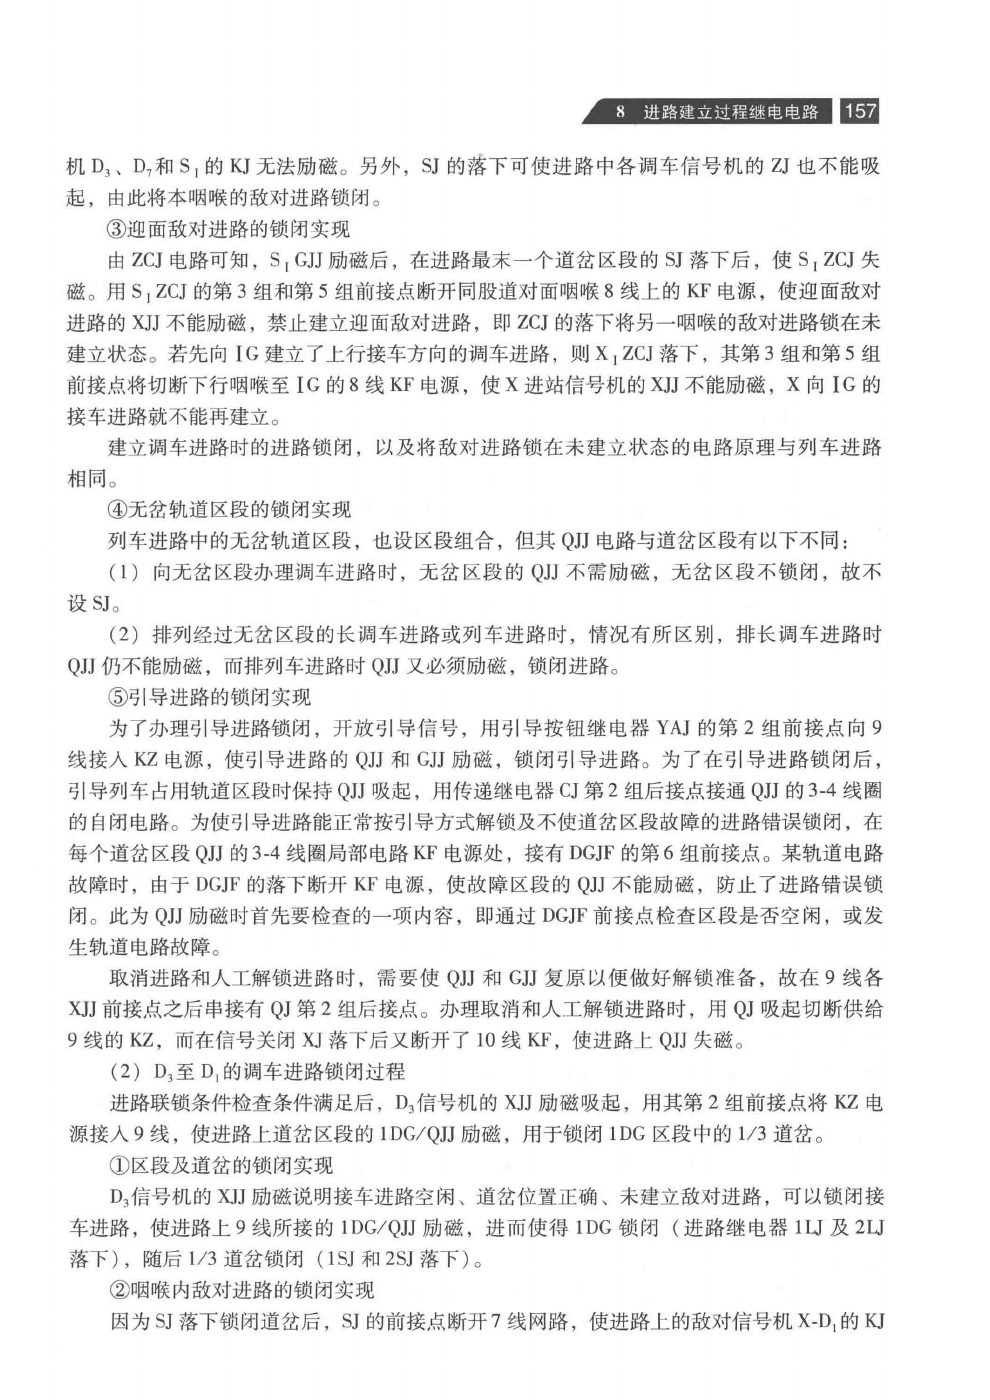 8 进路建立过程继电电路 157
机 D₃、D₇和 S_I 的 KJ 无法励磁。另外，SJ 的落下可使进路中各调车信号机的 ZJ 也不能吸
起，由此将本咽喉的敌对进路锁闭。
③迎面敌对进路的锁闭实现
由 ZCJ 电路可知，S_I GJJ 励磁后，在进路最末一个道岔区段的 SJ 落下后，使 S_I ZCJ 失
磁。用 S_I ZCJ 的第 3 组和第 5 组前接点断开同股道对面咽喉 8 线上的 KF 电源，使迎面敌对
进路的 XJJ 不能励磁，禁止建立迎面敌对进路，即 ZCJ 的落下将另一咽喉的敌对进路锁在未
建立状态。若先向 IG 建立了上行接车方向的调车进路，则 X_I ZCJ 落下，其第 3 组和第 5 组
前接点将切断下行咽喉至 IG 的 8 线 KF 电源，使 X 进站信号机的 XJJ 不能励磁，X 向 IG 的
接车进路就不能再建立。
建立调车进路时的进路锁闭，以及将敌对进路锁在未建立状态的电路原理与列车进路
相同。
④无岔轨道区段的锁闭实现
列车进路中的无岔轨道区段，也设区段组合，但其 QJJ 电路与道岔区段有以下不同：
（1）向无岔区段办理调车进路时，无岔区段的 QJJ 不需励磁，无岔区段不锁闭，故不
设 SJ。
（2）排列经过无岔区段的长调车进路或列车进路时，情况有所区别，排长调车进路时
QJJ 仍不能励磁，而排列车进路时 QJJ 又必须励磁，锁闭进路。
⑤引导进路的锁闭实现
为了办理引导进路锁闭，开放引导信号，用引导按钮继电器 YAJ 的第 2 组前接点向 9
线接入 KZ 电源，使引导进路的 QJJ 和 GJJ 励磁，锁闭引导进路。为了在引导进路锁闭后，
引导列车占用轨道区段时保持 QJJ 吸起，用传递继电器 CJ 第 2 组后接点接通 QJJ 的 3-4 线圈
的自闭电路。为使引导进路能正常按引导方式解锁及不使道岔区段故障的进路错误锁闭，在
每个道岔区段 QJJ 的 3-4 线圈局部电路 KF 电源处，接有 DGJF 的第 6 组前接点。某轨道电路
故障时，由于 DGJF 的落下断开 KF 电源，使故障区段的 QJJ 不能励磁，防止了进路错误锁
闭。此为 QJJ 励磁时首先要检查的一项内容，即通过 DGJF 前接点检查区段是否空闲，或发
生轨道电路故障。
取消进路和人工解锁进路时，需要使 QJJ 和 GJJ 复原以便做好解锁准备，故在 9 线各
XJJ 前接点之后串接有 QJ 第 2 组后接点。办理取消和人工解锁进路时，用 QJ 吸起切断供给
9 线的 KZ，而在信号关闭 XJ 落下后又断开了 10 线 KF，使进路上 QJJ 失磁。
（2）D₃至 D₁的调车进路锁闭过程
进路联锁条件检查条件满足后，D₃信号机的 XJJ 励磁吸起，用其第 2 组前接点将 KZ 电
源接入 9 线，使进路上道岔区段的 1DG/QJJ 励磁，用于锁闭 1DG 区段中的 1/3 道岔。
①区段及道岔的锁闭实现
D₃信号机的 XJJ 励磁说明接车进路空闲、道岔位置正确、未建立敌对进路，可以锁闭接
车进路，使进路上 9 线所接的 1DG/QJJ 励磁，进而使得 1DG 锁闭（进路继电器 1LJ 及 2LJ
落下），随后 1/3 道岔锁闭（1SJ 和 2SJ 落下）。
②咽喉内敌对进路的锁闭实现
因为 SJ 落下锁闭道岔后，SJ 的前接点断开 7 线网路，使进路上的敌对信号机 X-D₁的 KJ